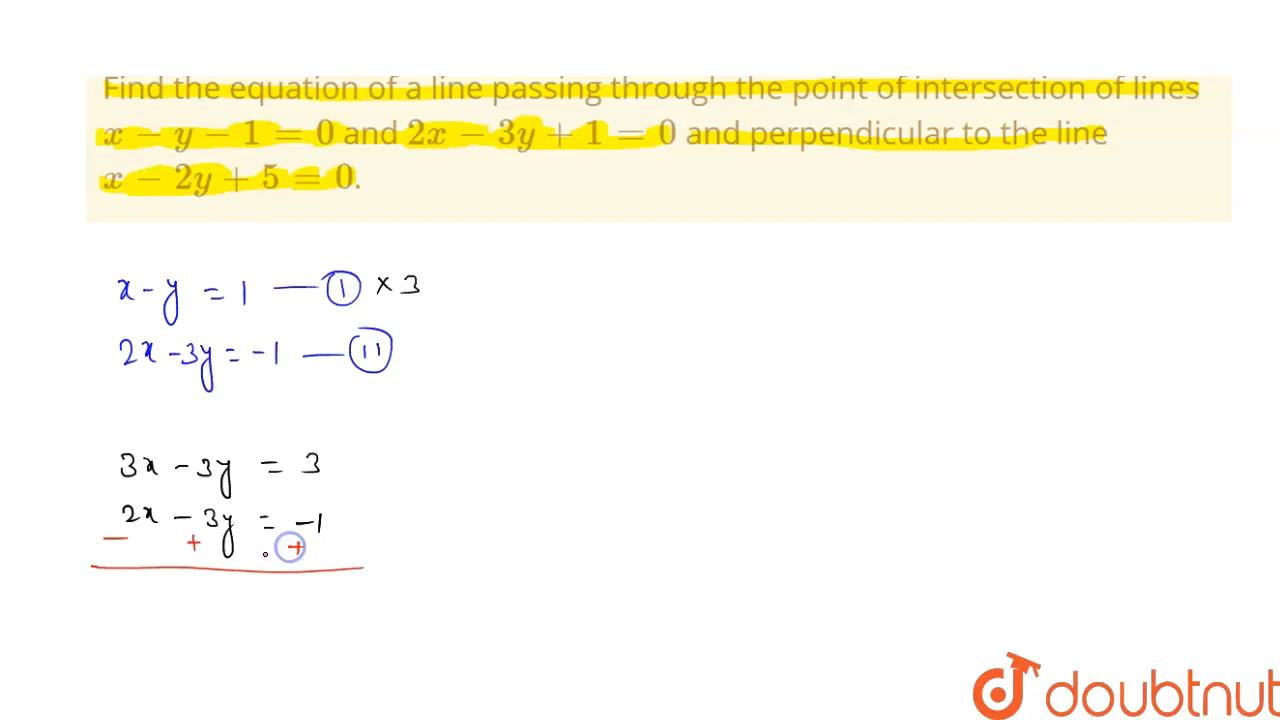 Find the equation of a line passing through the point of intersection of lines
x − y − 1 = 0 and 2x − 3y + 1 = 0 and perpendicular to the line
x − 2y + 5 = 0.
x - y = 1 — ① × 3
2x - 3y = -1 — (11)
3x - 3y = 3
2x - 3y = -1
− + +
doubtnut